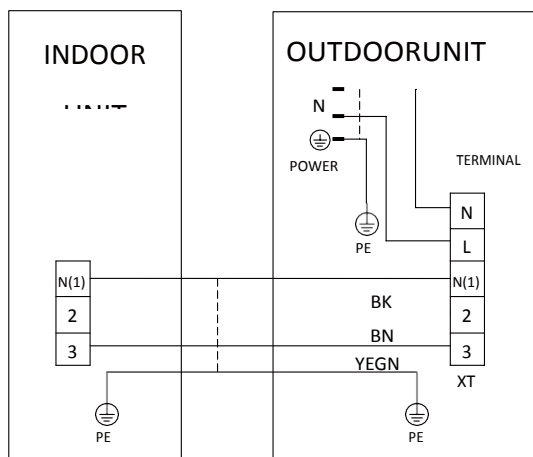 INDOOR
OUTDOORUNIT
N
POWER
PE
TERMINAL
N
L
N(1)
2
3
XT
N(1)
2
3
BK
BN
YEGN
PE
PE